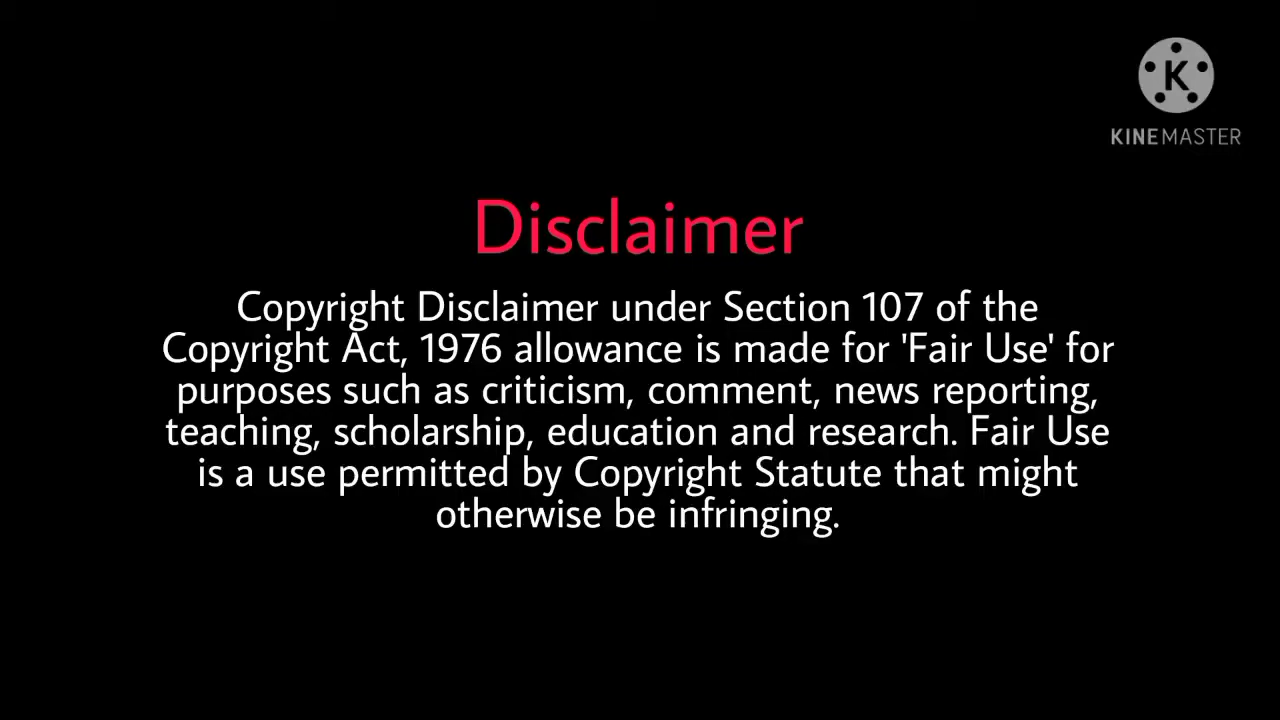 K
KINEMASTER
Disclaimer
Copyright Disclaimer under Section 107 of the
Copyright Act, 1976 allowance is made for 'Fair Use' for
purposes such as criticism, comment, news reporting,
teaching, scholarship, education and research. Fair Use
is a use permitted by Copyright Statute that might
otherwise be infringing.